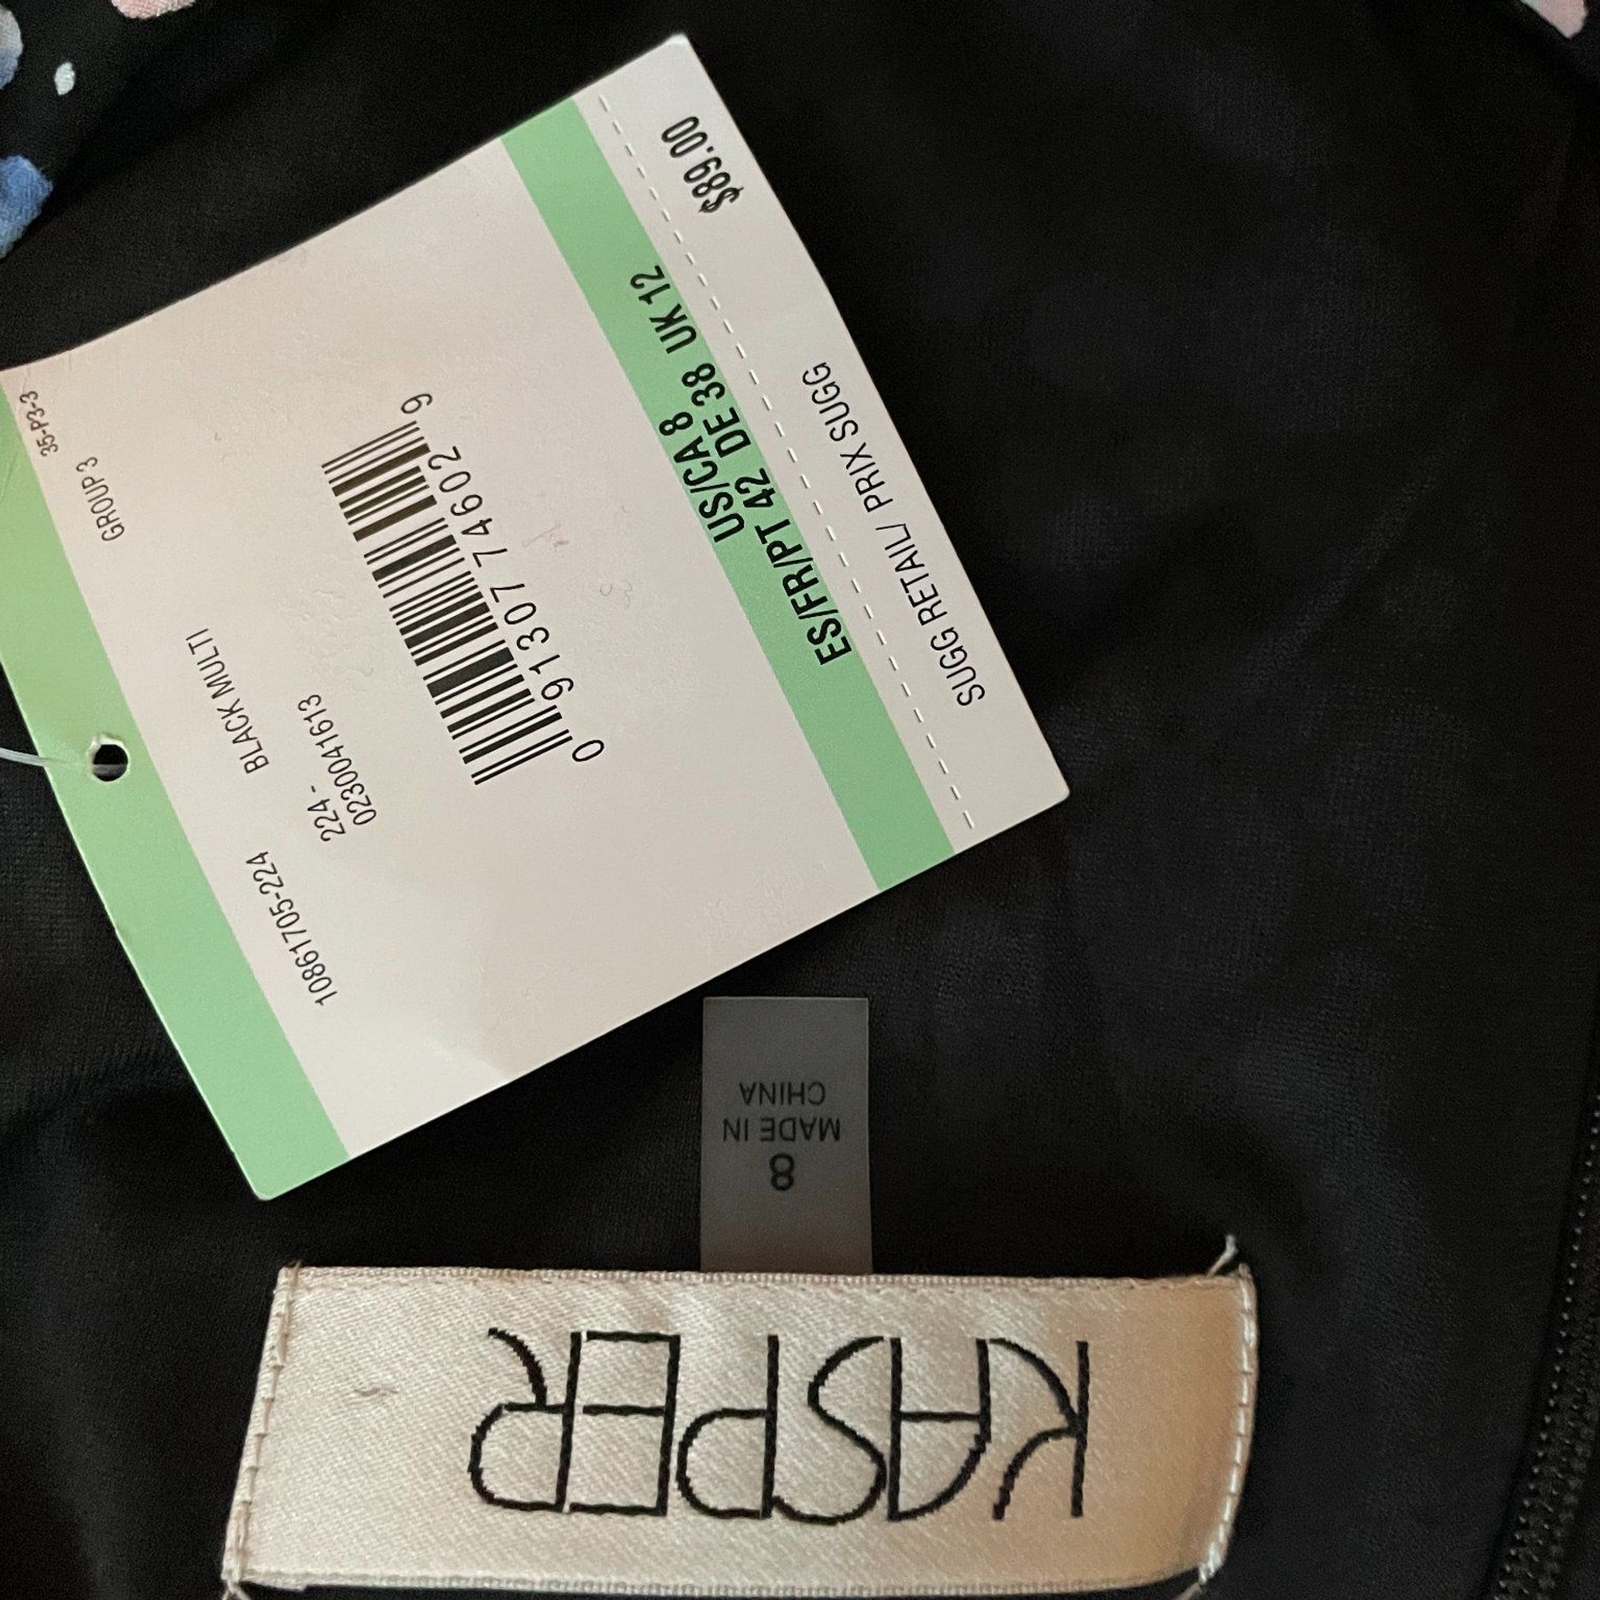 35-P3-3
GROUP 3
BLACK MULTI
10861705-224
224 -
0230041613
0 91307 74602 9
US/CA 8
ES/FR/PT 42 DE 38 UK 12
$89.00
SUGG RETAIL/ PRIX SUGG
KASPER
8
MADE IN
CHINA